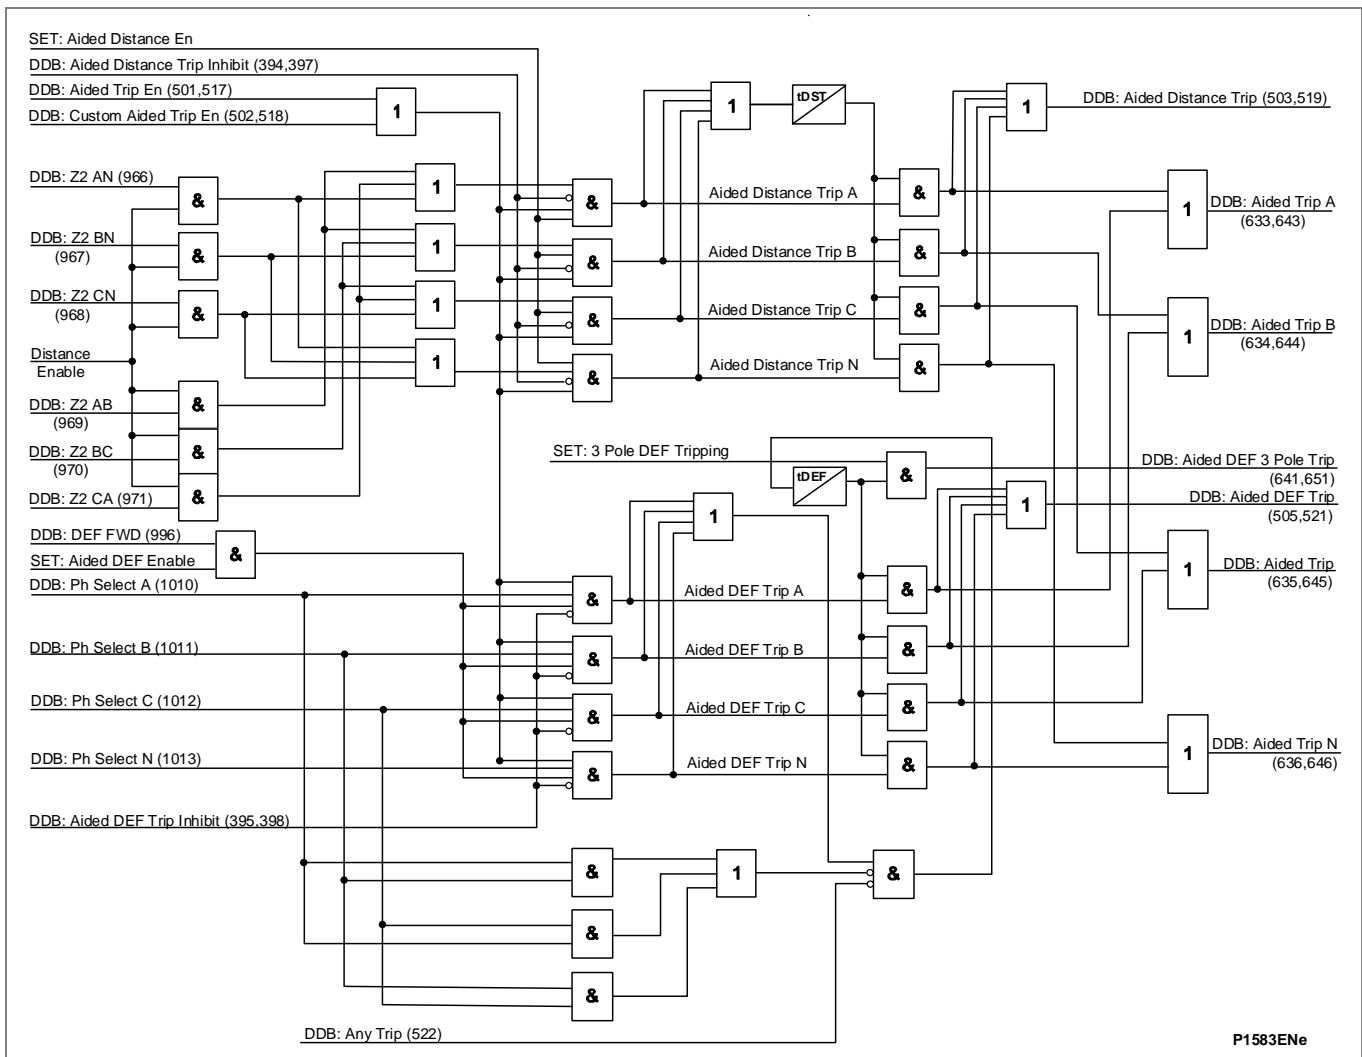 SET: Aided Distance En
DDB: Aided Distance Trip Inhibit (394,397)
DDB: Aided Trip En (501,517)
DDB: Custom Aided Trip En (502,518)
1
1
tDST
1
DDB: Aided Distance Trip (503,519)
DDB: Z2 AN (966)
&
1
&
Aided Distance Trip A
&
1
DDB: Aided Trip A
(633,643)
DDB: Z2 BN
(967)
&
1
&
Aided Distance Trip B
&
DDB: Z2 CN
(968)
&
1
&
Aided Distance Trip C
&
1
DDB: Aided Trip B
(634,644)
Distance
Enable
1
&
Aided Distance Trip N
&
DDB: Z2 AB
(969)
&
DDB: Z2 BC
(970)
&
DDB: Z2 CA (971)
&
SET: 3 Pole DEF Tripping
tDEF
&
DDB: Aided DEF 3 Pole Trip
(641,651)
1
1
DDB: Aided DEF Trip
(505,521)
DDB: DEF FWD (996)
SET: Aided DEF Enable
&
DDB: Ph Select A (1010)
&
Aided DEF Trip A
&
1
DDB: Aided Trip
(635,645)
DDB: Ph Select B (1011)
&
Aided DEF Trip B
&
DDB: Ph Select C (1012)
&
Aided DEF Trip C
&
DDB: Ph Select N (1013)
&
Aided DEF Trip N
&
1
DDB: Aided Trip N
(636,646)
DDB: Aided DEF Trip Inhibit (395,398)
&
1
&
&
&
DDB: Any Trip (522)
P1583ENe